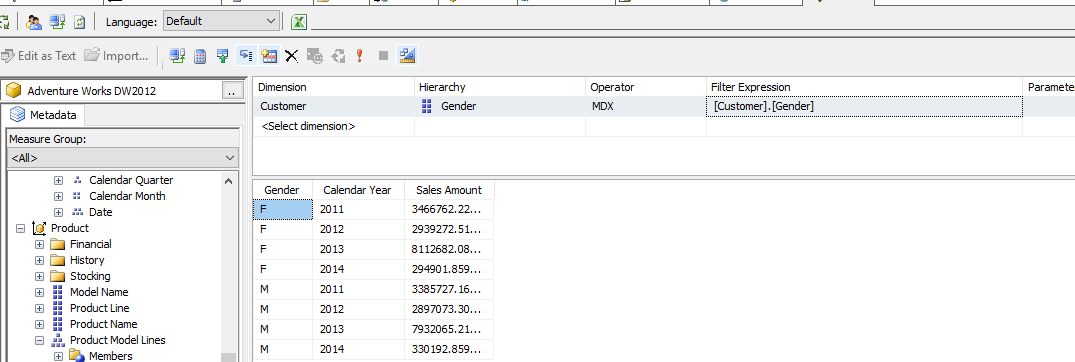 Language: Default
Edit as Text Import...
Adventure Works DW2012 ..
Metadata
Measure Group:
<All>
Calendar Quarter
Calendar Month
Date
Product
Financial
History
Stocking
Model Name
Product Line
Product Name
Product Model Lines
Members
Dimension Hierarchy Operator Filter Expression Paramete
Customer Gender MDX [Customer].[Gender]
<Select dimension>
Gender Calendar Year Sales Amount
F 2011 3466762.22...
F 2012 2939272.51...
F 2013 8112682.08...
F 2014 294901.859...
M 2011 3385727.16...
M 2012 2897073.30...
M 2013 7932065.21...
M 2014 330192.859...